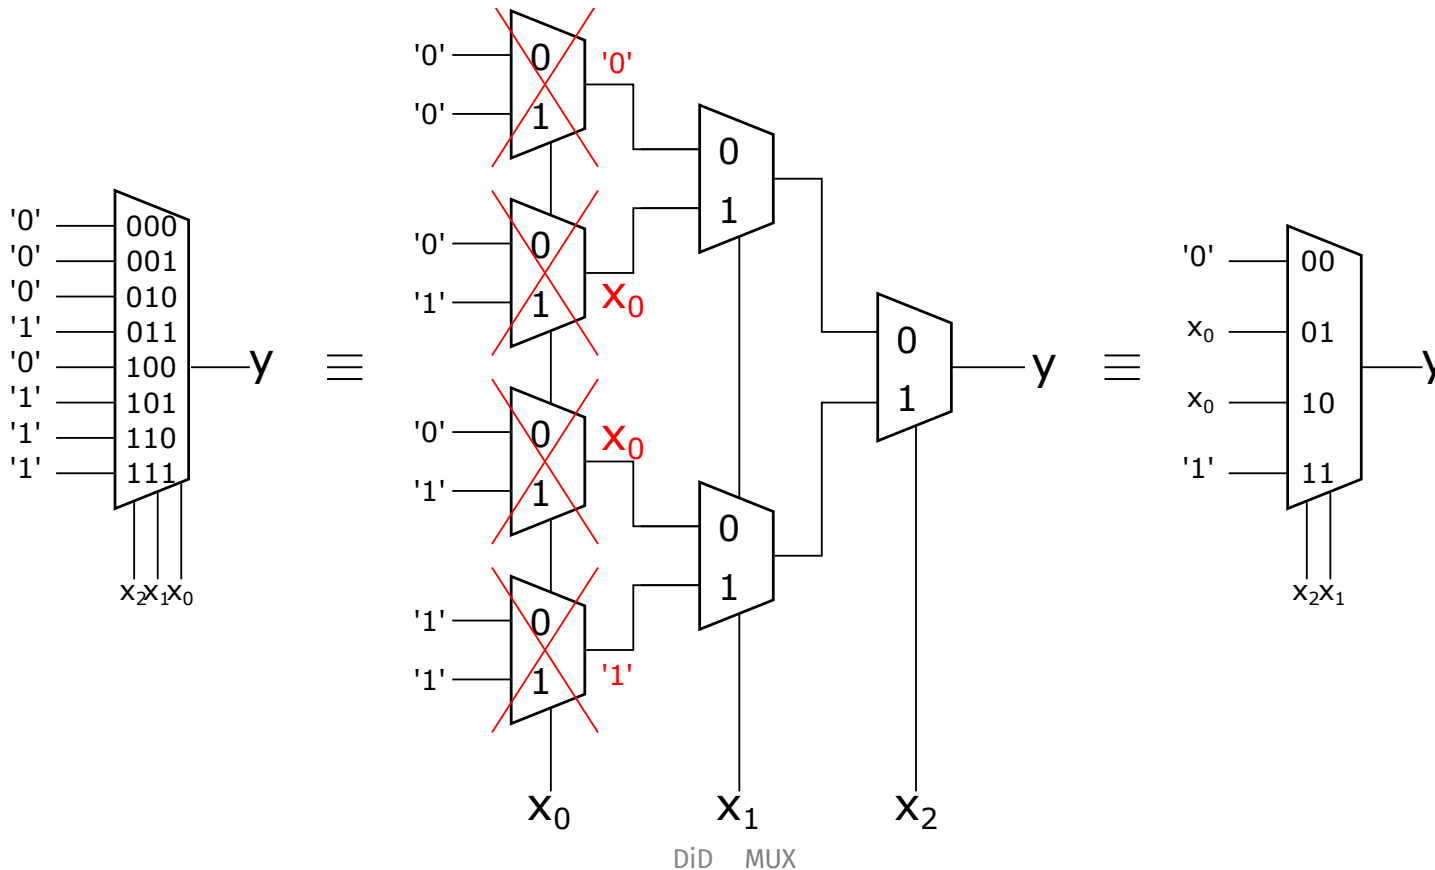 '0' 000
'0' 001
'0' 010
'1' 011
'0' 100
'1' 101
'1' 110
'1' 111
x₂x₁x₀
y
≡
'0' 0
'0' 1
'0'
'0' 0
'1' 1
x₀
'0' 0
'1' 1
x₀
'1' 0
'1' 1
'1'
x₀
0
1
0
1
x₁
0
1
x₂
y
≡
'0' 00
x₀ 01
x₀ 10
'1' 11
x₂x₁
y
DiD MUX